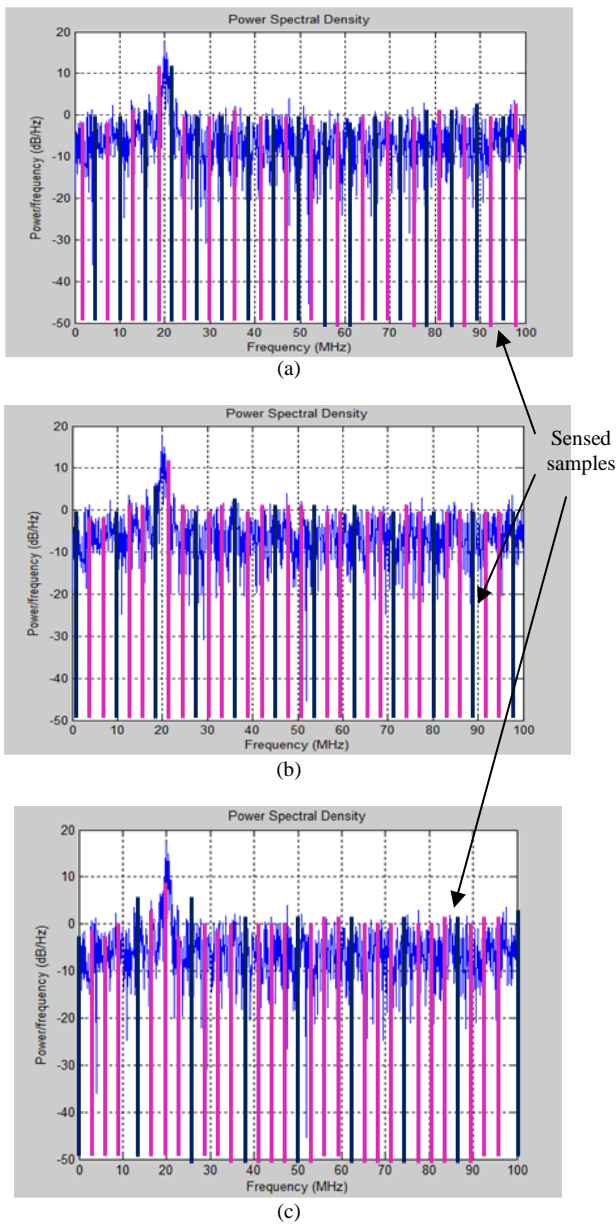 Power Spectral Density
20
10
0
-10
-20
-30
-40
-50
Power/frequency (dB/Hz)
0 10 20 30 40 50 60 70 80 90 100
Frequency (MHz)
(a)
Sensed
samples
Power Spectral Density
20
10
0
-10
-20
-30
-40
-50
Power/frequency (dB/Hz)
0 10 20 30 40 50 60 70 80 90 100
Frequency (MHz)
(b)
Power Spectral Density
20
10
0
-10
-20
-30
-40
-50
Power/frequency (dB/Hz)
0 10 20 30 40 50 60 70 80 90 100
Frequency (MHz)
(c)